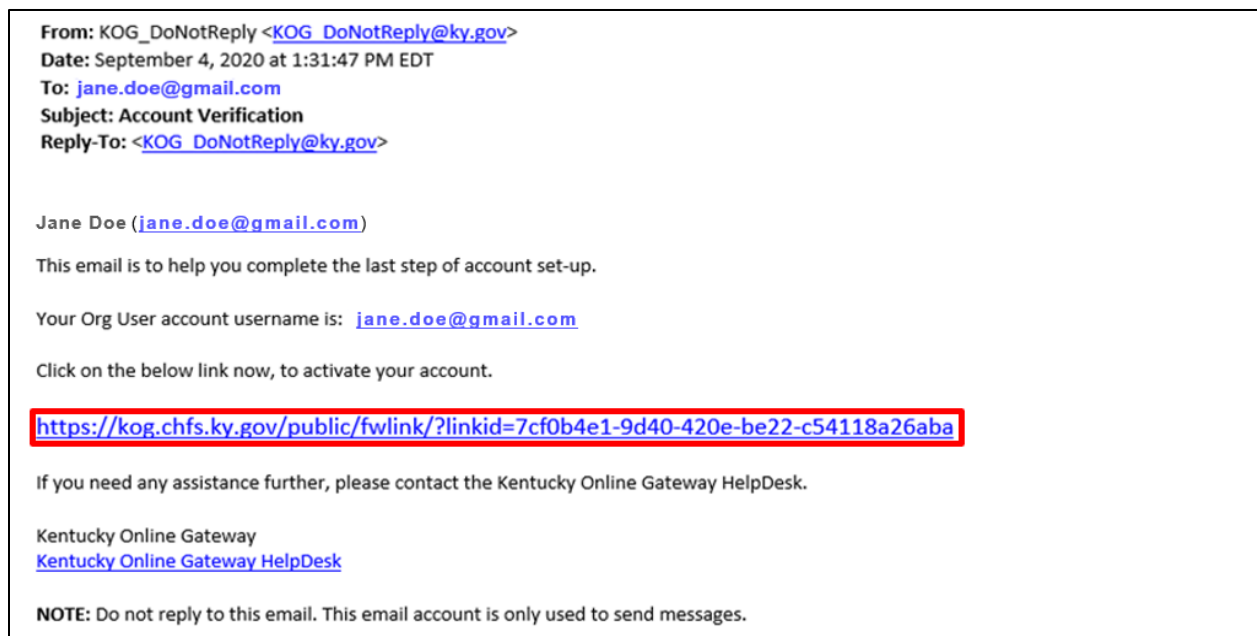 From: KOG_DoNotReply <KOG_DoNotReply@ky.gov>
Date: September 4, 2020 at 1:31:47 PM EDT
To: jane.doe@gmail.com
Subject: Account Verification
Reply-To: <KOG_DoNotReply@ky.gov>
Jane Doe (jane.doe@gmail.com)
This email is to help you complete the last step of account set-up.
Your Org User account username is: jane.doe@gmail.com
Click on the below link now, to activate your account.
https://kog.chfs.ky.gov/public/fwlink/?linkid=7cf0b4e1-9d40-420e-be22-c54118a26aba
If you need any assistance further, please contact the Kentucky Online Gateway HelpDesk.
Kentucky Online Gateway
Kentucky Online Gateway HelpDesk
NOTE: Do not reply to this email. This email account is only used to send messages.